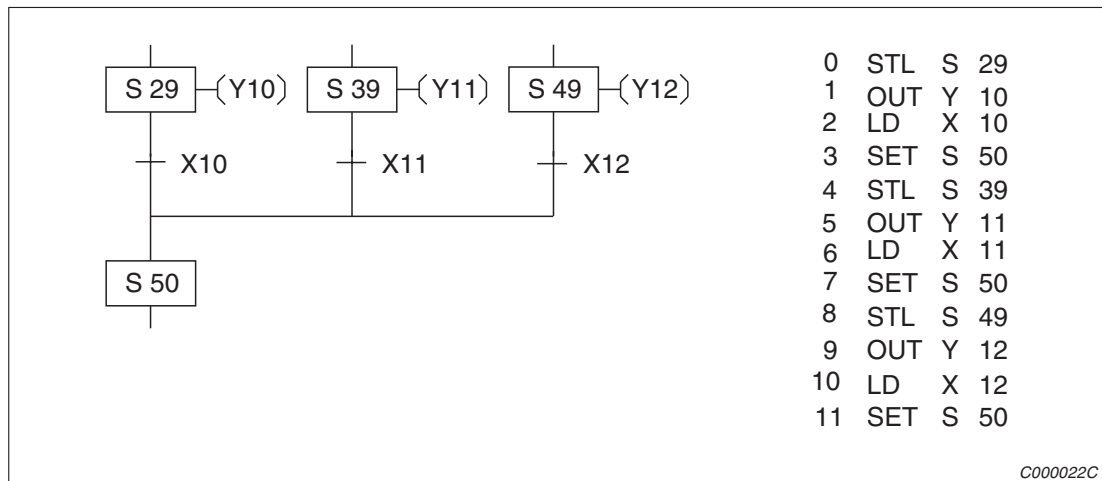 S 29 (Y10) S 39 (Y11) S 49 (Y12)
X10 X11 X12
S 50
0 STL S 29
1 OUT Y 10
2 LD X 10
3 SET S 50
4 STL S 39
5 OUT Y 11
6 LD X 11
7 SET S 50
8 STL S 49
9 OUT Y 12
10 LD X 12
11 SET S 50
C000022C